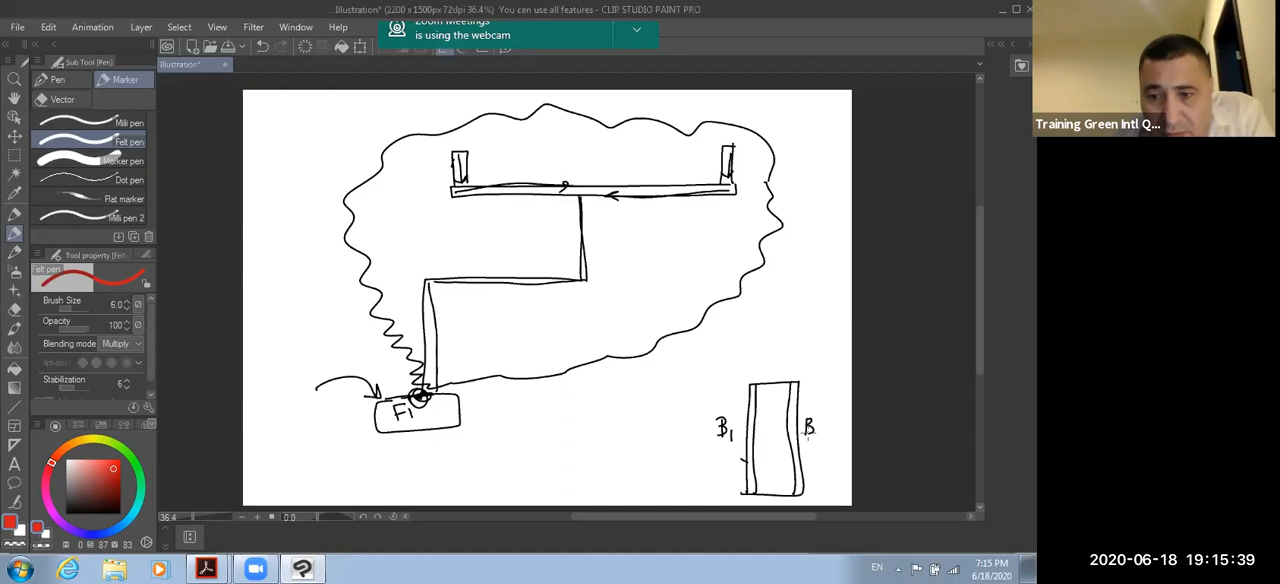 Illustration* (2200 x 1500px 72dpi 36.4%)  You can use all features - CLIP STUDIO PAINT PRO
File Edit Animation Layer Select View Filter Window Help
Zoom Meetings
is using the webcam
Sub Tool [Pen]
Illustration*
Pen Marker
Vector
Milli pen
Felt pen
Marker pen
Dot pen
Flat marker
Milli pen 2
Tool property [Felt
Felt pen
Brush Size 6.0
Opacity 100
Blending mode Multiply
Stabilization 6
H 0 S 87 V 83
36.4 0.0
F1
B1 B
Training Green Intl Q...
EN
7:15 PM
6/18/2020
2020-06-18 19:15:39